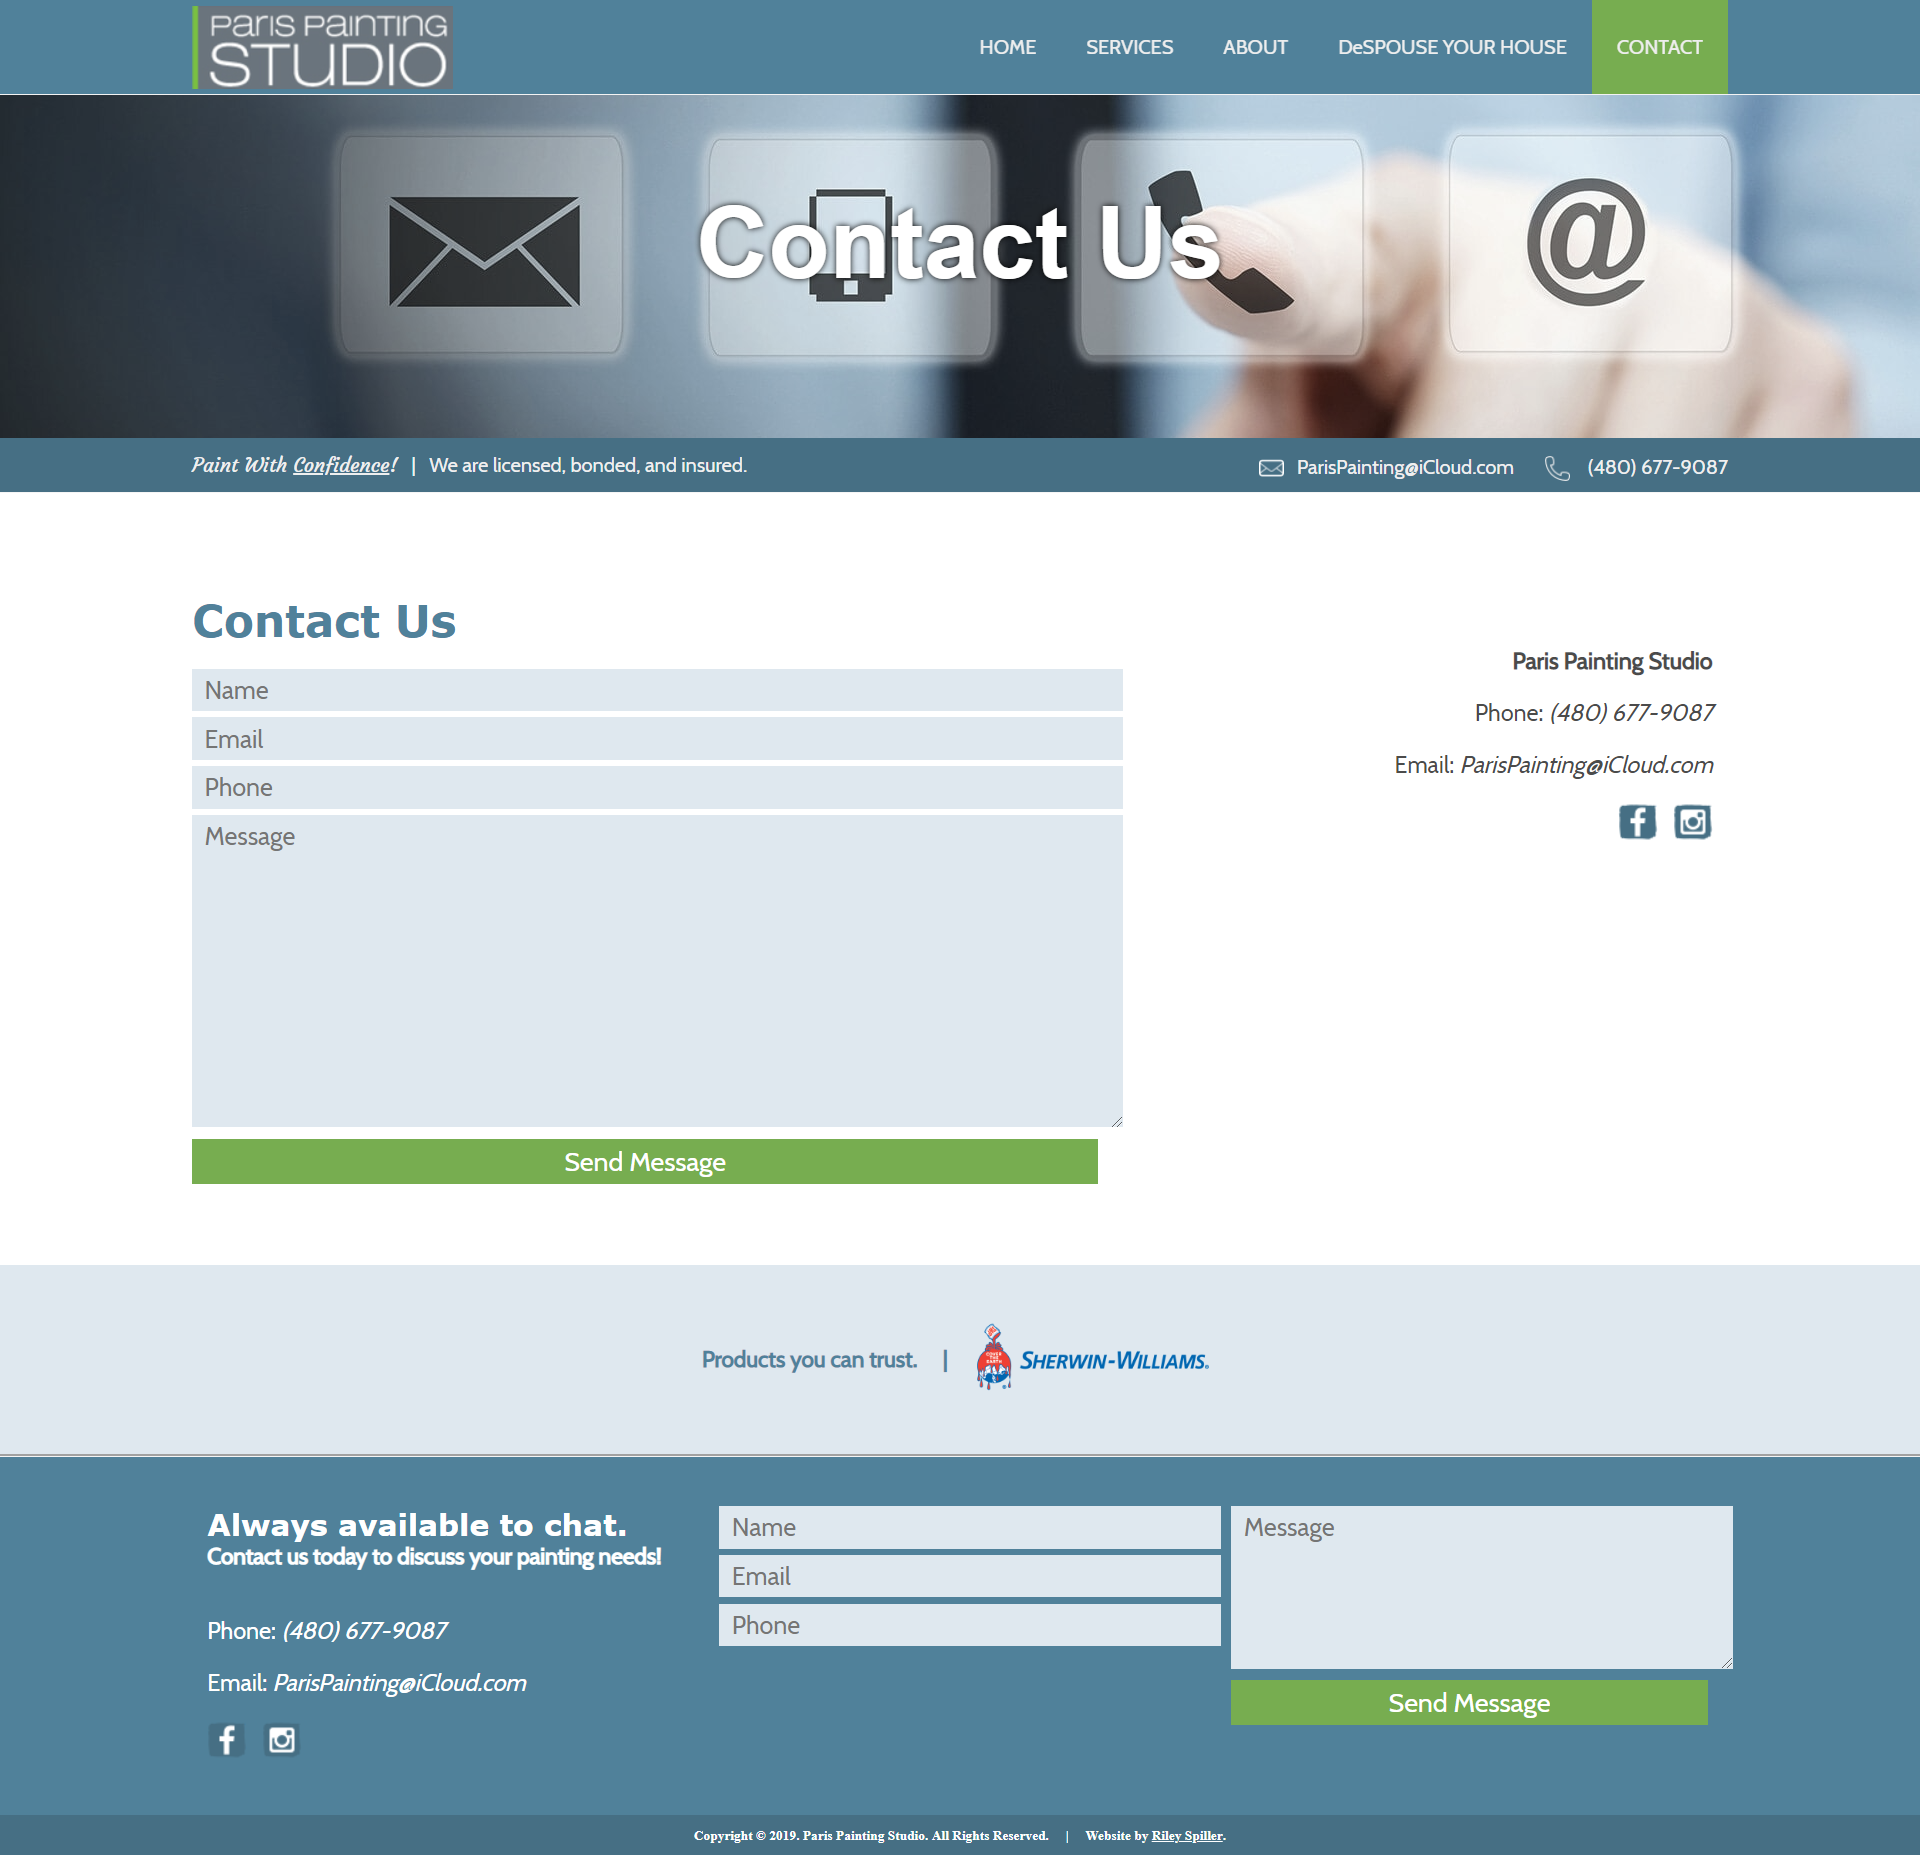 Paris Painting
STUDIO
HOME SERVICES ABOUT DeSPOUSE YOUR HOUSE CONTACT
@
Contact Us
Paint With Confidence! | We are licensed, bonded, and insured.
ParisPainting@iCloud.com (480) 677-9087
Contact Us
Name
Email
Phone
Message
Send Message
Paris Painting Studio
Phone: (480) 677-9087
Email: ParisPainting@iCloud.com
Products you can trust. |
COVER
THE
EARTH
SHERWIN-WILLIAMS®
Always available to chat.
Contact us today to discuss your painting needs!
Phone: (480) 677-9087
Email: ParisPainting@iCloud.com
Name
Email
Phone
Message
Send Message
Copyright © 2019. Paris Painting Studio. All Rights Reserved. | Website by Riley Spiller.